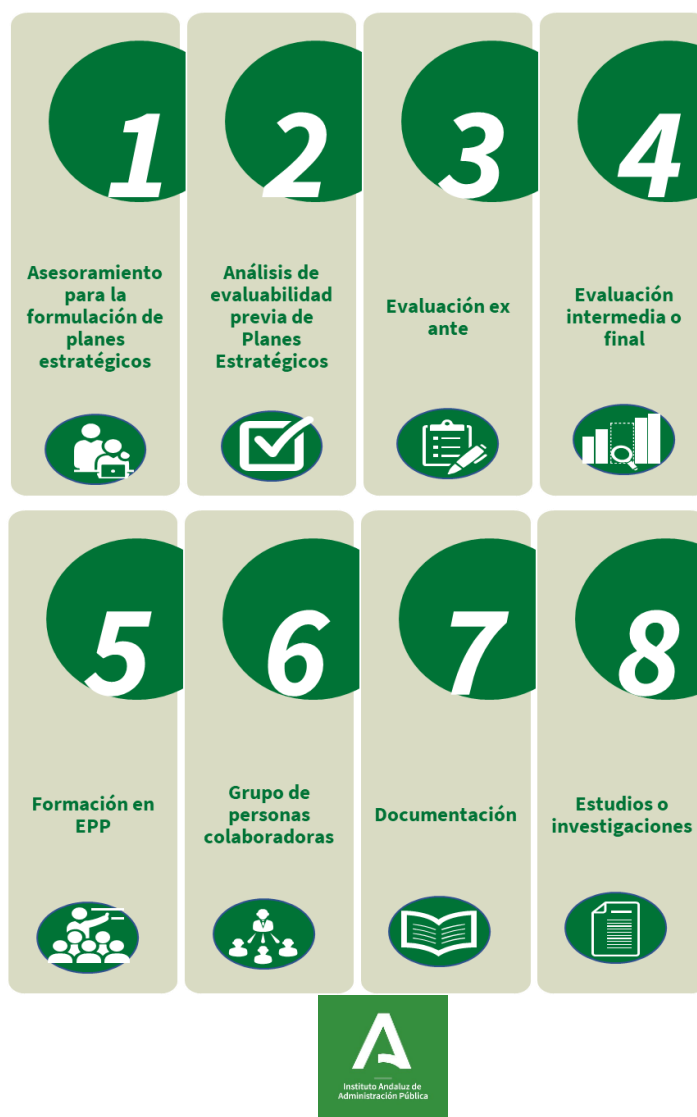 1
Asesoramiento
para la
formulación de
planes
estratégicos
2
Análisis de
evaluabilidad
previa de
Planes
Estratégicos
3
Evaluación ex
ante
4
Evaluación
intermedia o
final
5
Formación en
EPP
6
Grupo de
personas
colaboradoras
7
Documentación
8
Estudios o
investigaciones
Instituto Andaluz de
Administración Pública